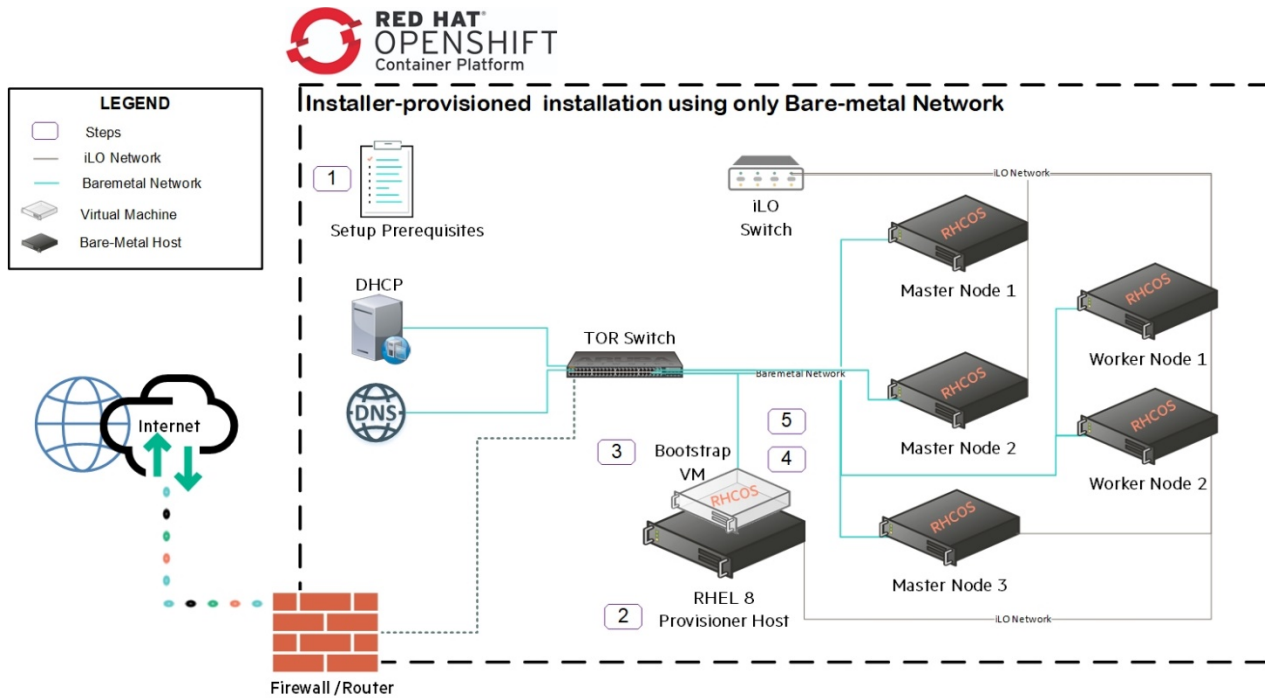 RED HAT®
OPENSHIFT
Container Platform
LEGEND
Steps
iLO Network
Baremetal Network
Virtual Machine
Bare-Metal Host
Installer-provisioned installation using only Bare-metal Network
1
Setup Prerequisites
iLO
Switch
iLO Network
RHCOS
Master Node 1
RHCOS
Worker Node 1
DHCP
TOR Switch
ARUBA
Baremetal Network
RHCOS
Master Node 2
RHCOS
Worker Node 2
DNS
Internet
3
Bootstrap
VM
5
4
RHCOS
RHCOS
Master Node 3
2
RHEL 8
Provisioner Host
iLO Network
Firewall /Router